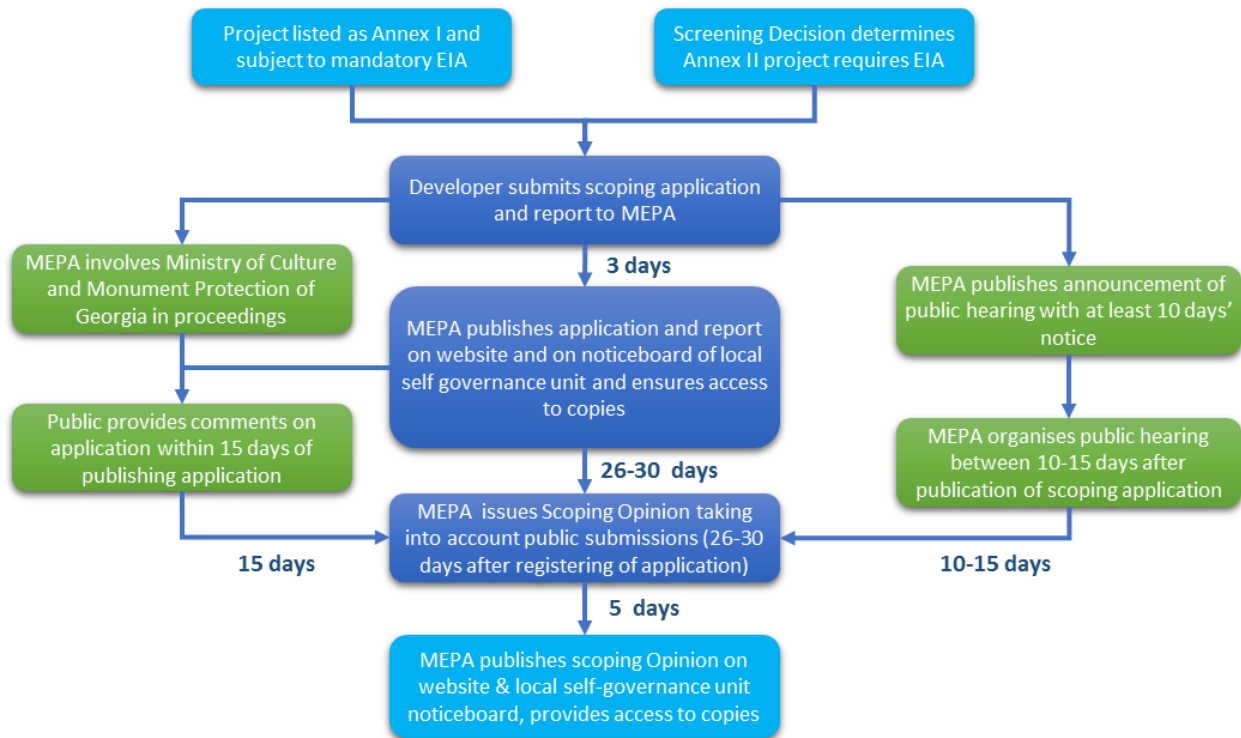 Project listed as Annex I and
subject to mandatory EIA
Screening Decision determines
Annex II project requires EIA
Developer submits scoping application
and report to MEPA
3 days
MEPA involves Ministry of Culture
and Monument Protection of
Georgia in proceedings
MEPA publishes application and report
on website and on noticeboard of local
self governance unit and ensures access
to copies
MEPA publishes announcement of
public hearing with at least 10 days’
notice
Public provides comments on
application within 15 days of
publishing application
MEPA organises public hearing
between 10-15 days after
publication of scoping application
26-30 days
MEPA issues Scoping Opinion taking
into account public submissions (26-30
days after registering of application)
15 days
10-15 days
5 days
MEPA publishes scoping Opinion on
website & local self-governance unit
noticeboard, provides access to copies